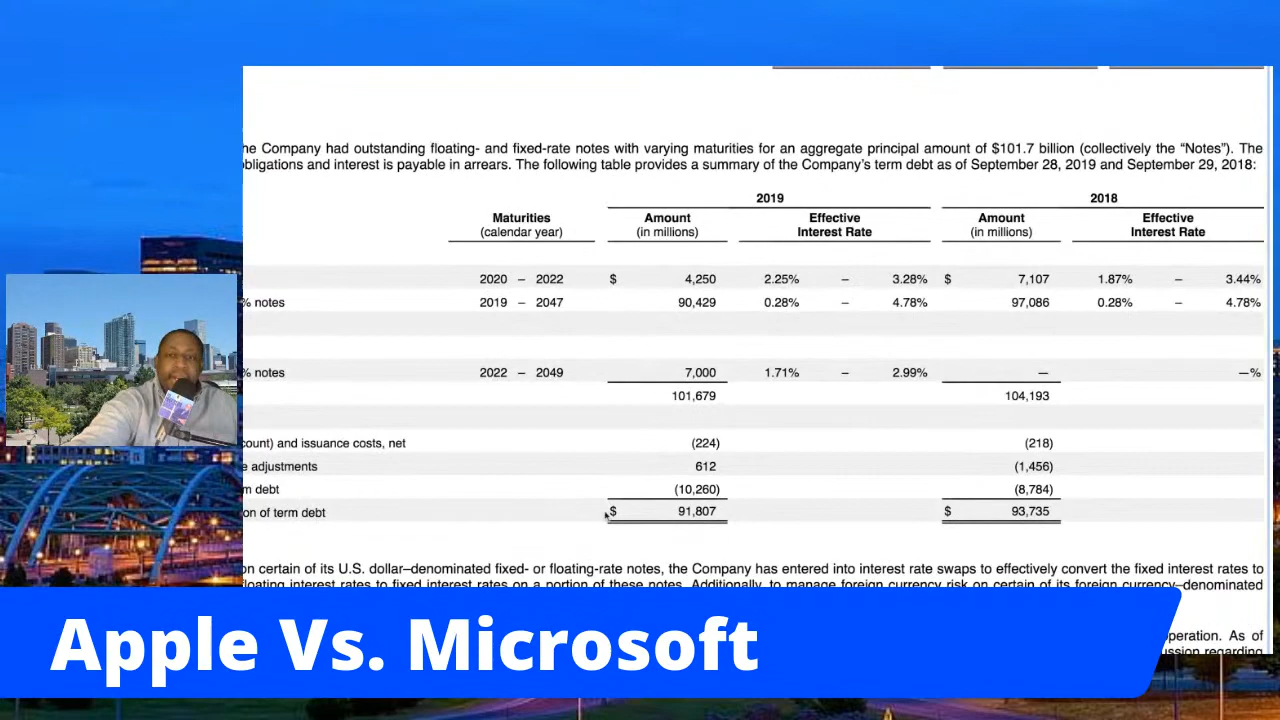 he Company had outstanding floating- and fixed-rate notes with varying maturities for an aggregate principal amount of $101.7 billion (collectively the “Notes”). The
obligations and interest is payable in arrears. The following table provides a summary of the Company’s term debt as of September 28, 2019 and September 29, 2018:
2019 2018
Maturities Amount Effective Amount Effective
(calendar year) (in millions) Interest Rate (in millions) Interest Rate
2020 – 2022 $ 4,250 2.25% – 3.28% $ 7,107 1.87% – 3.44%
% notes 2019 – 2047 90,429 0.28% – 4.78% 97,086 0.28% – 4.78%
% notes 2022 – 2049 7,000 1.71% – 2.99% — —%
101,679 104,193
count) and issuance costs, net (224) (218)
e adjustments 612 (1,456)
m debt (10,260) (8,784)
on of term debt $ 91,807 $ 93,735
on certain of its U.S. dollar–denominated fixed- or floating-rate notes, the Company has entered into interest rate swaps to effectively convert the fixed interest rates to
floating interest rates to fixed interest rates on a portion of these notes. Additionally, to manage foreign currency risk on certain of its foreign currency–denominated
operation. As of
ussion regarding
Apple Vs. Microsoft